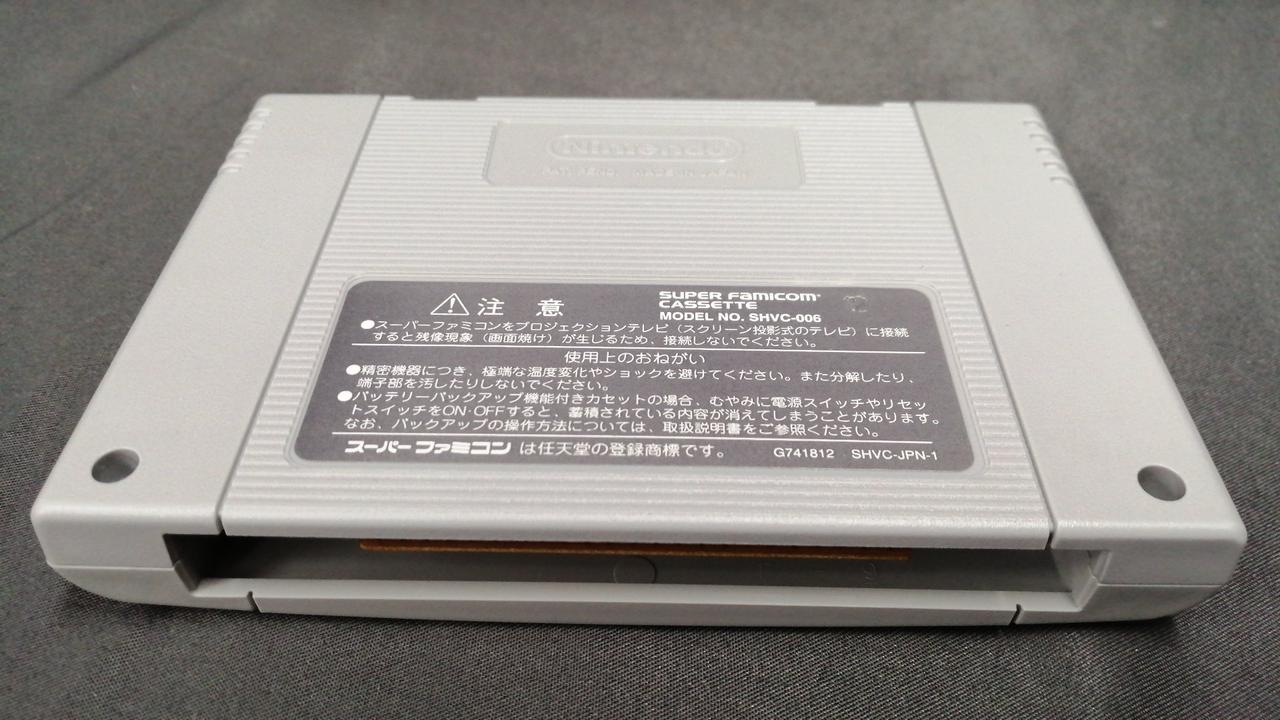 Nintendo
PAT. PEND. MADE IN JAPAN
注 意
SUPER FAMICOM
CASSETTE
MODEL NO. SHVC-006
●スーパーファミコンをプロジェクションテレビ（スクリーン投影式のテレビ）に接続
すると残像現象（画面焼け）が生じるため、接続しないでください。
使用上のおねがい
●精密機器につき、極端な温度変化やショックを避けてください。また分解したり、
端子部を汚したりしないでください。
●バッテリーバックアップ機能付きカセットの場合、むやみに電源スイッチやリセッ
トスイッチをON·OFFすると、蓄積されている内容が消えてしまうことがあります。
なお、バックアップの操作方法については、取扱説明書をご参照ください。
スーパーファミコン は任天堂の登録商標です。
G741812 SHVC-JPN-1